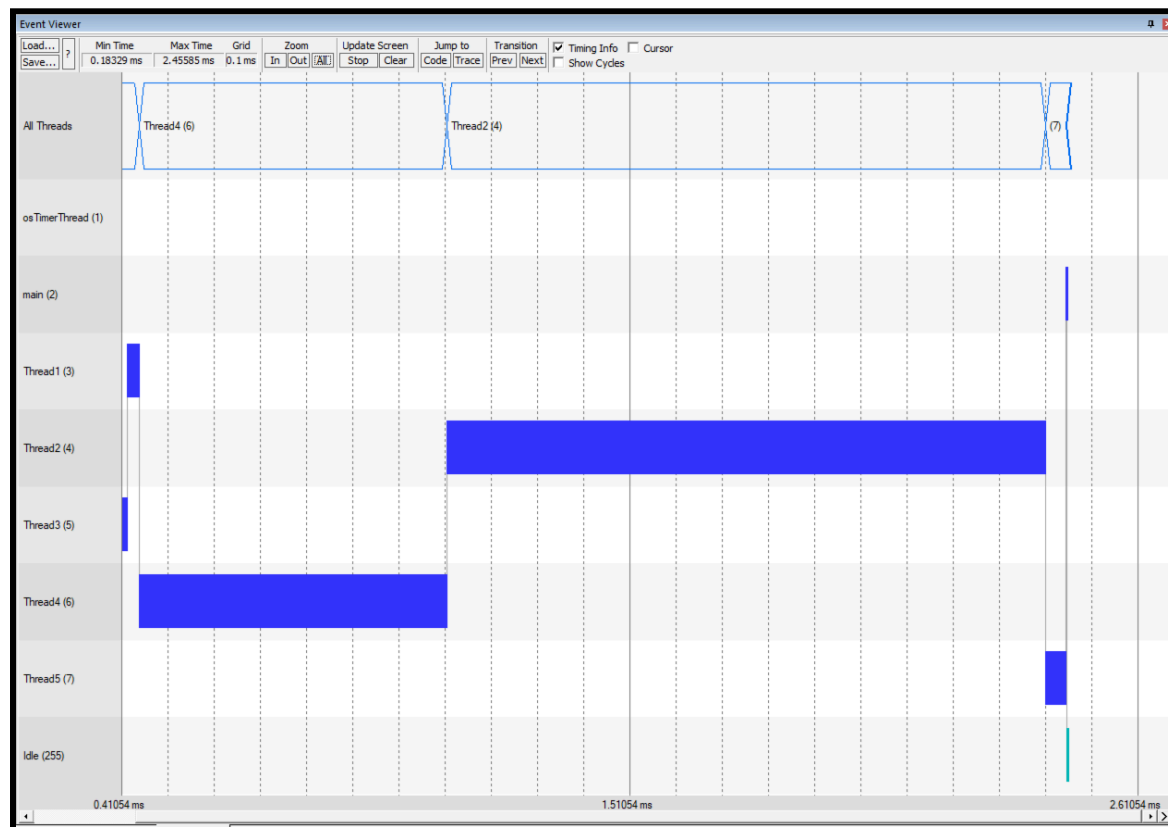 Event Viewer
Load... Min Time Max Time Grid Zoom Update Screen Jump to Transition Timing Info Cursor
Save... ? 0.18329 ms 2.45585 ms 0.1 ms In Out All Stop Clear Code Trace Prev Next Show Cycles
All Threads Thread4 (6) Thread2 (4) (7)
osTimerThread (1)
main (2)
Thread1 (3)
Thread2 (4)
Thread3 (5)
Thread4 (6)
Thread5 (7)
Idle (255)
0.41054 ms 1.51054 ms 2.61054 ms